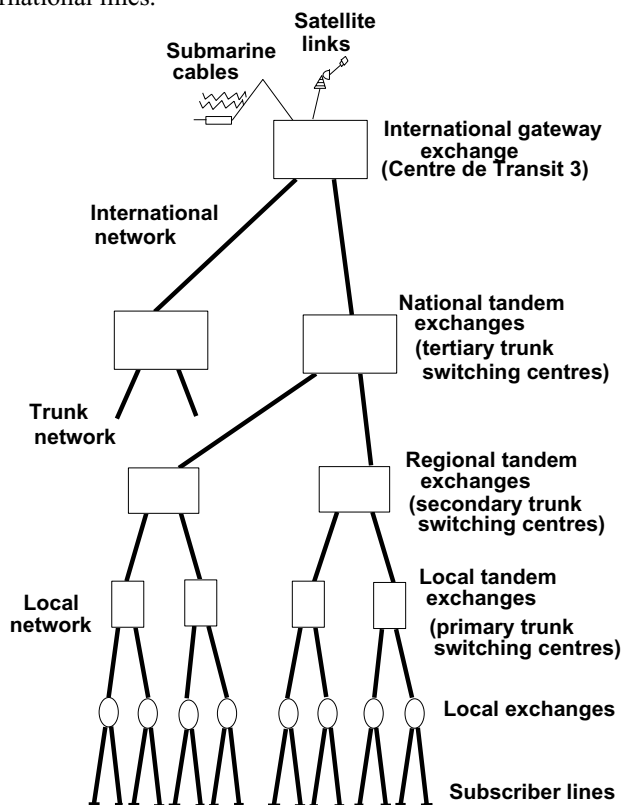 rnational lines.
Satellite
links
Submarine
cables
International gateway
exchange
(Centre de Transit 3)
International
network
National tandem
exchanges
(tertiary trunk
switching centres)
Trunk
network
Regional tandem
exchanges
(secondary trunk
switching centres)
Local tandem
exchanges
(primary trunk
switching centres)
Local
network
Local exchanges
Subscriber lines